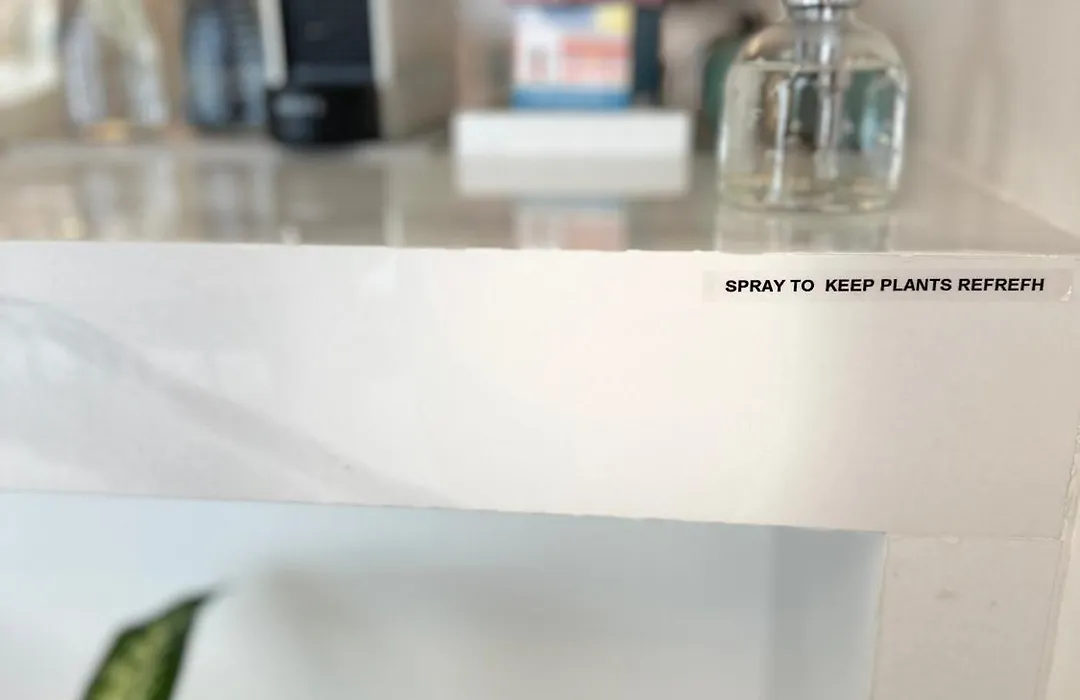 SPRAY TO  KEEP PLANTS REFREFH